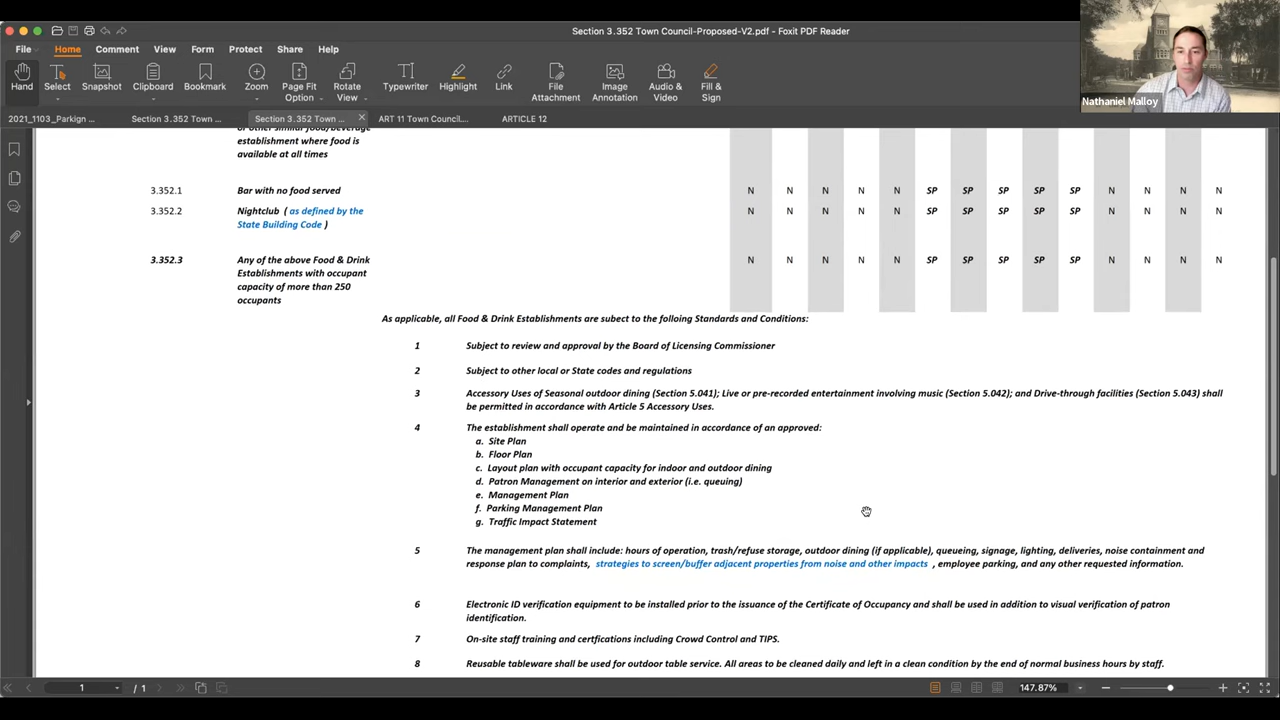 Section 3.352 Town Council-Proposed-V2.pdf - Foxit PDF Reader
File Home Comment View Form Protect Share Help
Hand Select Snapshot Clipboard Bookmark Zoom Page Fit Option Rotate View Typewriter Highlight Link File Attachment Image Annotation Audio & Video Fill & Sign
Nathaniel Malloy
2021_1103_Parkign ... Section 3.352 Town ... Section 3.352 Town ... ART 11 Town Council.... ARTICLE 12
or other similar food/beverage
establishment where food is
available at all times
3.352.1 Bar with no food served N N N N N SP SP SP SP SP N N N N
3.352.2 Nightclub ( as defined by the N N N N N SP SP SP SP SP N N N N
State Building Code )
3.352.3 Any of the above Food & Drink N N N N N SP SP SP SP SP N N N N
Establishments with occupant
capacity of more than 250
occupants
As applicable, all Food & Drink Establishments are subect to the folloing Standards and Conditions:
1 Subject to review and approval by the Board of Licensing Commissioner
2 Subject to other local or State codes and regulations
3 Accessory Uses of Seasonal outdoor dining (Section 5.041); Live or pre-recorded entertainment involving music (Section 5.042); and Drive-through facilities (Section 5.043) shall
be permitted in accordance with Article 5 Accessory Uses.
4 The establishment shall operate and be maintained in accordance of an approved:
a. Site Plan
b. Floor Plan
c. Layout plan with occupant capacity for indoor and outdoor dining
d. Patron Management on interior and exterior (i.e. queuing)
e. Management Plan
f. Parking Management Plan
g. Traffic Impact Statement
5 The management plan shall include: hours of operation, trash/refuse storage, outdoor dining (if applicable), queueing, signage, lighting, deliveries, noise containment and
response plan to complaints, strategies to screen/buffer adjacent properties from noise and other impacts , employee parking, and any other requested information.
6 Electronic ID verification equipment to be installed prior to the issuance of the Certificate of Occupancy and shall be used in addition to visual verification of patron
identification.
7 On-site staff training and certfications including Crowd Control and TIPS.
8 Reusable tableware shall be used for outdoor table service. All areas to be cleaned daily and left in a clean condition by the end of normal business hours by staff.
1 / 1 147.87%